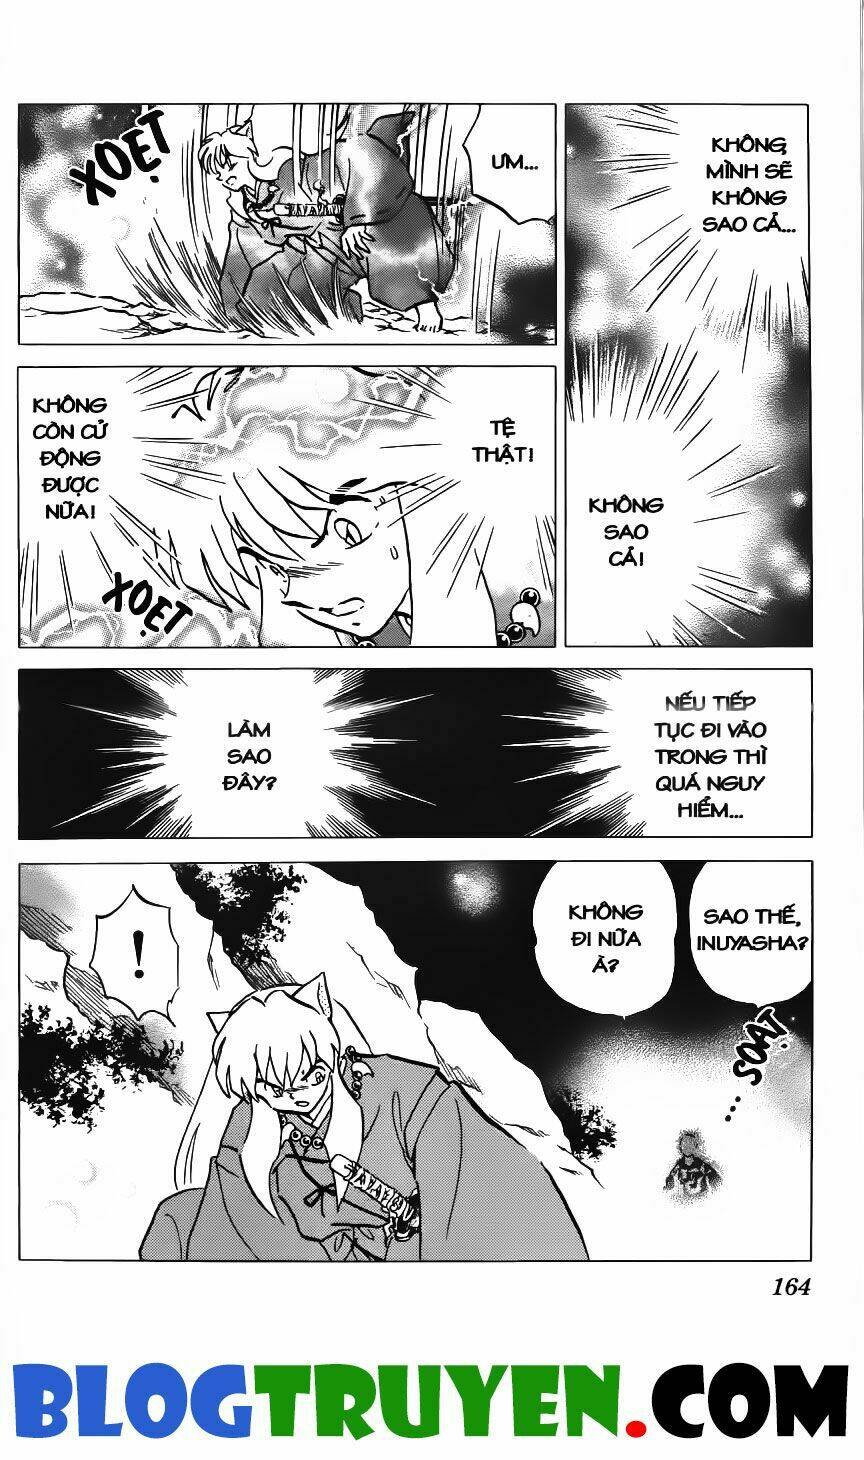 KHÔNG,
MÌNH SẼ
KHÔNG
SAO CẢ...
KHÔNG
SAO
CẢ!
ƯM...
XOẸT
TỆ
THẬT!
KHÔNG
CÒN CỬ
ĐỘNG
ĐƯỢC
NỮA!
XOẸT
NẾU TIẾP
TỤC ĐI VÀO
TRONG THÌ
QUÁ NGUY
HIỂM...
LÀM
SAO
ĐÂY?
SAO THẾ,
INUYASHA?
KHÔNG
ĐI NỮA
À?
... SOẠT
!
164
BLOGTRUYEN.COM